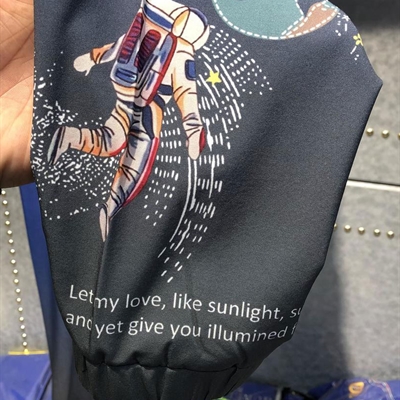 Let my love, like sunlight,
and yet give you illumined